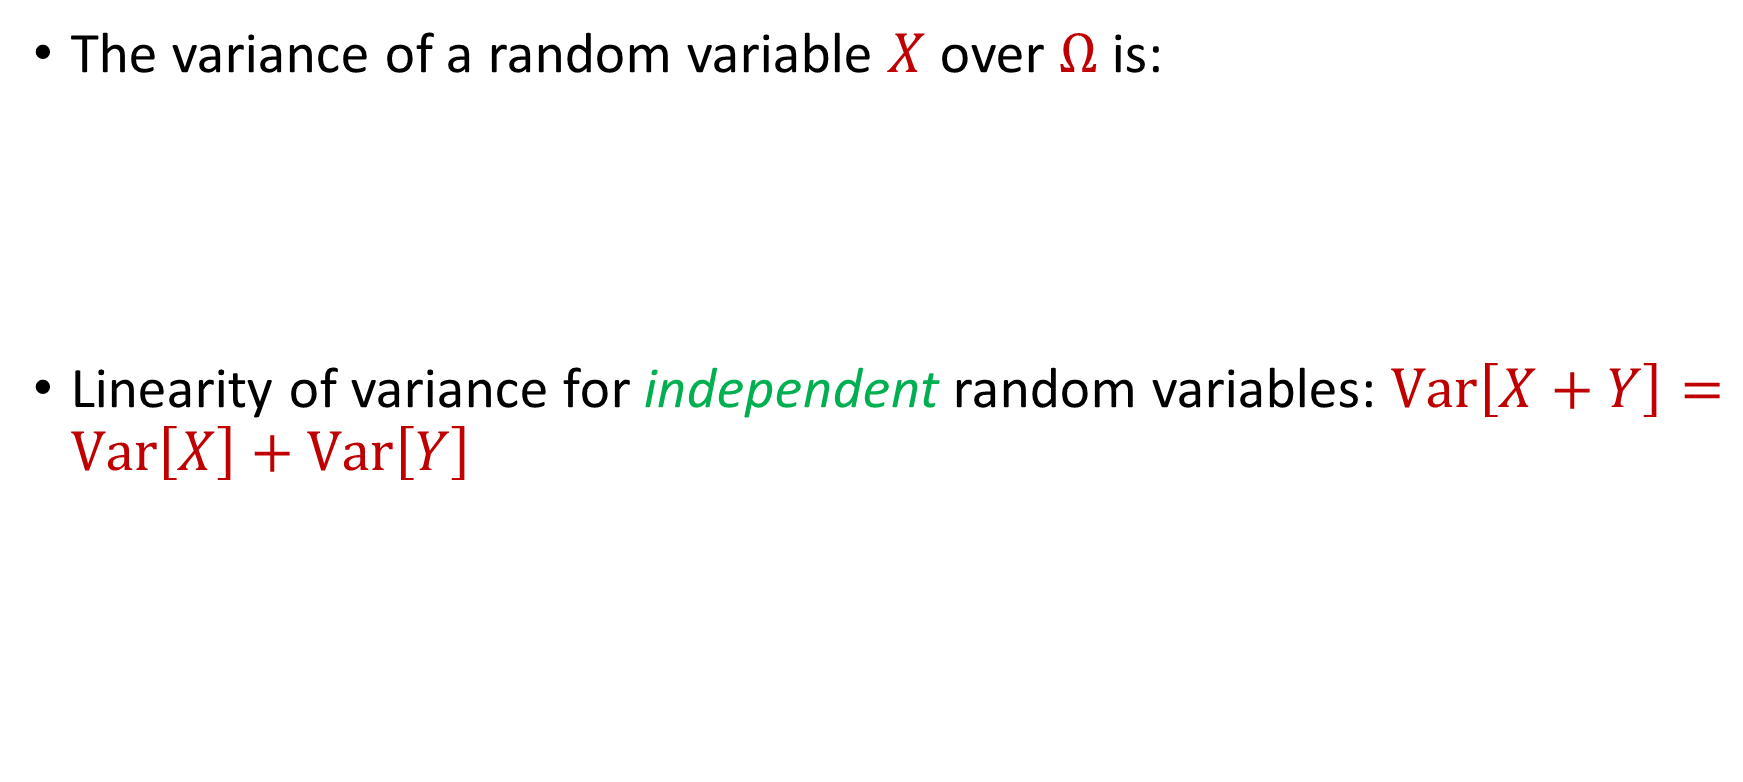 • The variance of a random variable X over Ω is:
• Linearity of variance for independent random variables: Var[X + Y] =
Var[X] + Var[Y]